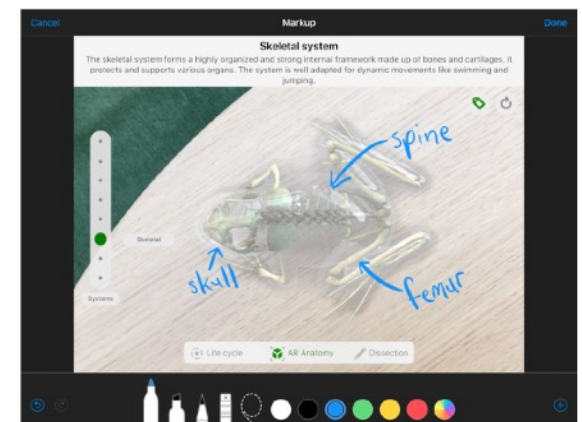 Cancel
Markup
Done
Skeletal system
The skeletal system forms a highly organized and strong internal framework made up of bones and cartilages. It
protects and supports various organs. The system is well adapted for dynamic movements like swimming and
jumping.
spine
Skeletal
skull
femur
Systems
Life cycle
AR Anatomy
Dissection